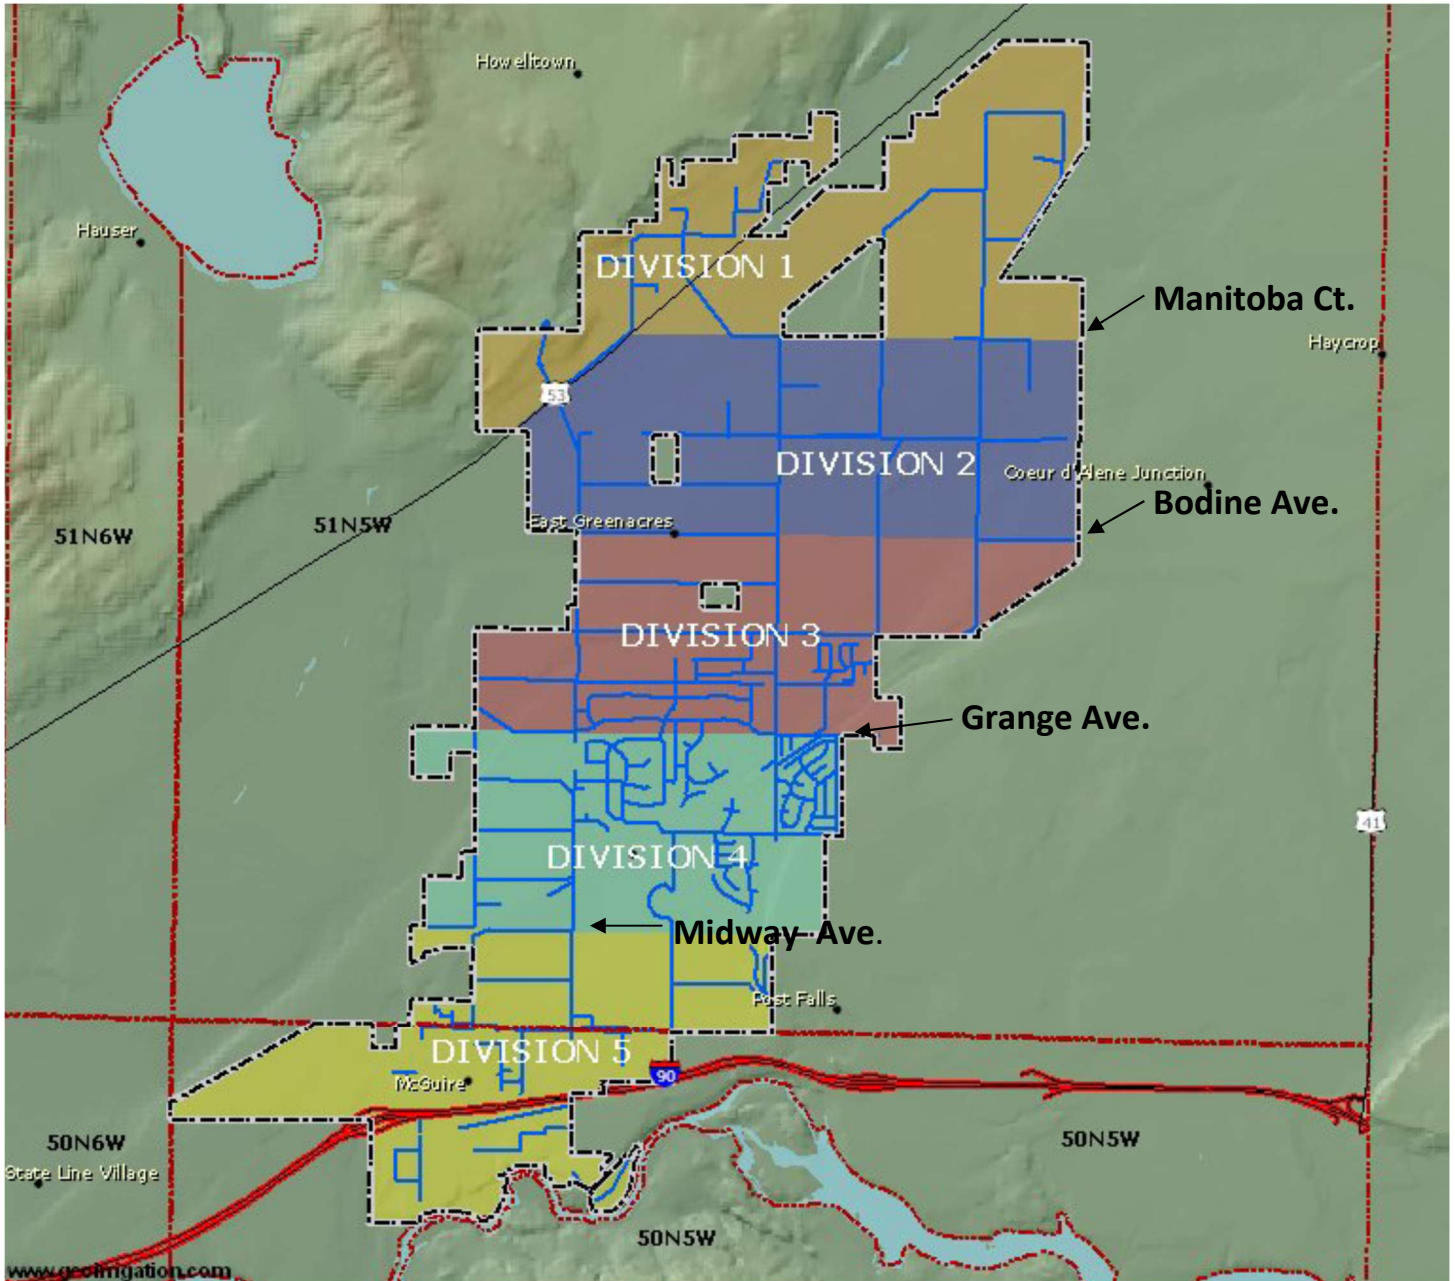 Howelltown
Hauser
DIVISION 1
Manitoba Ct.
Haycrop
53
DIVISION 2
Coeur d'Alene Junction
Bodine Ave.
51N6W
51N5W
East Greenacres
DIVISION 3
Grange Ave.
41
DIVISION 4
Midway Ave.
Post Falls
DIVISION 5
McGuire
90
50N6W
50N5W
State Line Village
50N5W
www.geoirrigation.com